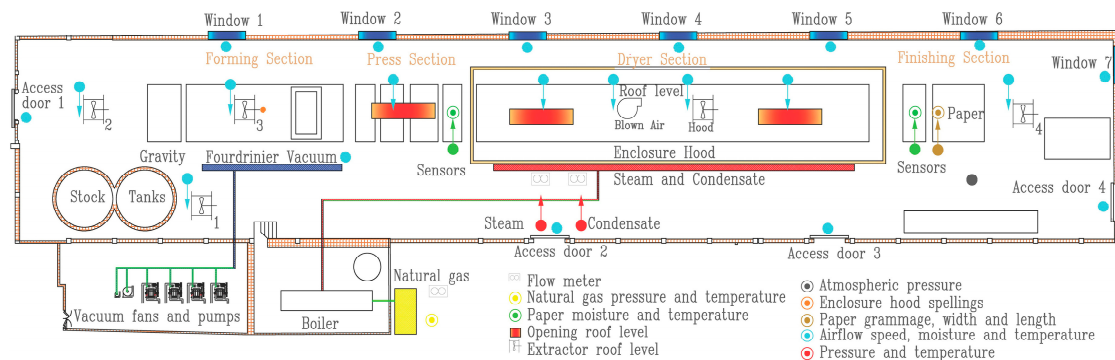 Window 1
Window 2
Window 3
Window 4
Window 5
Window 6
Forming Section
Press Section
Dryer Section
Finishing Section
Window 7
Access
door 1
2
3
Roof level
Blown Air
Hood
Paper
4
Gravity
Fourdrinier Vacuum
Sensors
Enclosure Hood
Sensors
Steam and Condensate
Stock
Tanks
1
Access door 4
Steam
Condensate
Access door 2
Access door 3
Natural gas
Vacuum fans and pumps
Boiler
Flow meter
Natural gas pressure and temperature
Paper moisture and temperature
Opening roof level
Extractor roof level
Atmospheric pressure
Enclosure hood spellings
Paper grammage, width and length
Airflow speed, moisture and temperature
Pressure and temperature